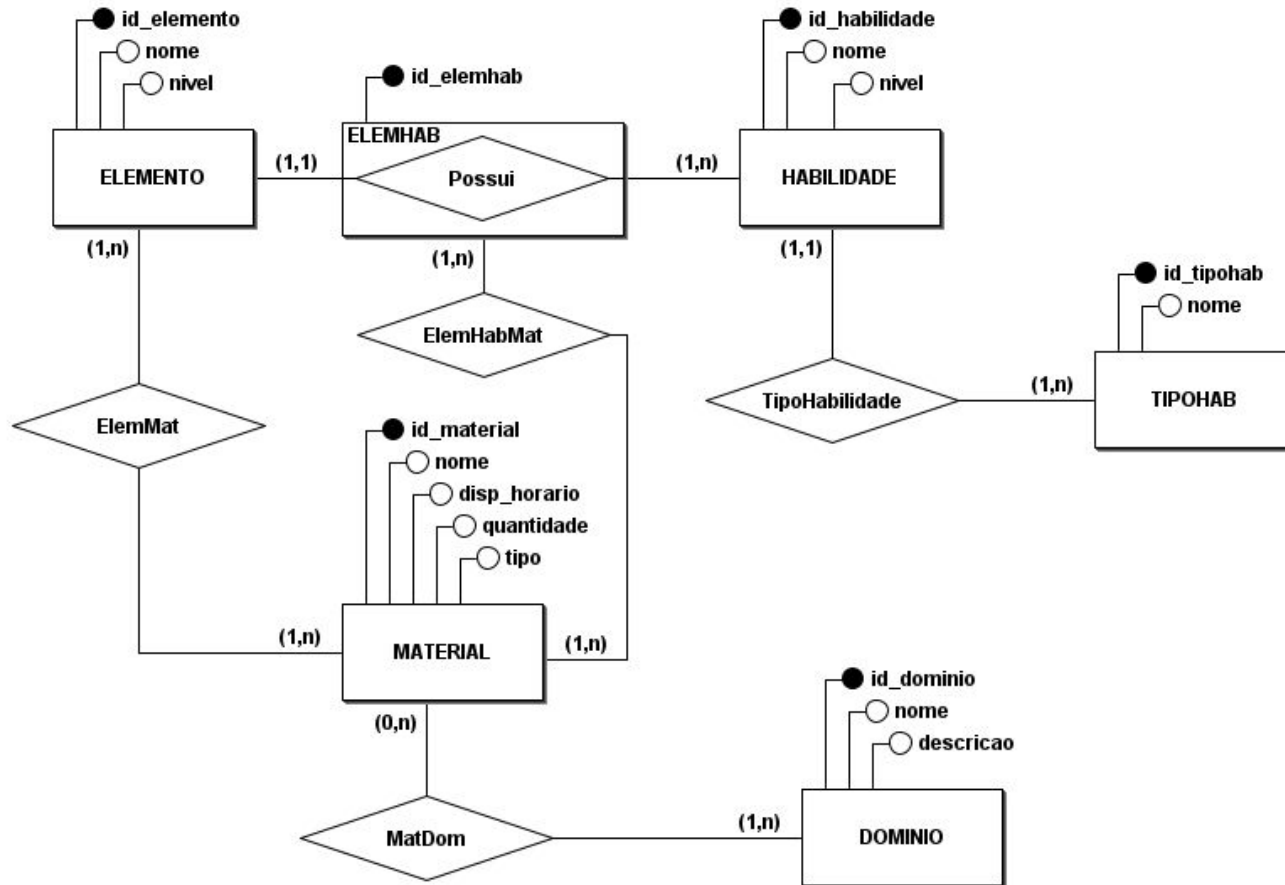 id_elemento
nome
nivel
ELEMENTO
(1,1)
(1,n)
id_elemhab
ELEMHAB
Possui
(1,n)
(1,n)
id_habilidade
nome
nivel
HABILIDADE
(1,1)
ElemHabMat
TipoHabilidade
(1,n)
id_tipohab
nome
TIPOHAB
ElemMat
(1,n)
id_material
nome
disp_horario
quantidade
tipo
MATERIAL
(1,n)
(0,n)
MatDom
(1,n)
id_dominio
nome
descricao
DOMINIO